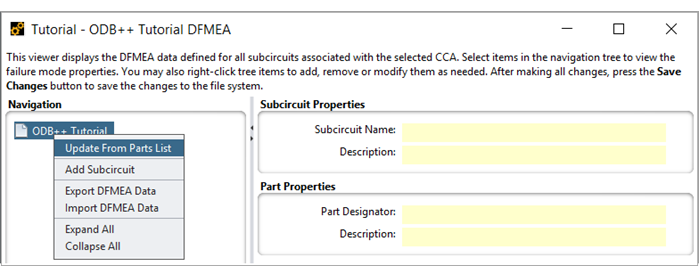 Tutorial - ODB++ Tutorial DFMEA
This viewer displays the DFMEA data defined for all subcircuits associated with the selected CCA. Select items in the navigation tree to view the
failure mode properties. You may also right-click tree items to add, remove or modify them as needed. After making all changes, press the Save
Changes button to save the changes to the file system.
Navigation
ODB++ Tutorial
Update From Parts List
Add Subcircuit
Export DFMEA Data
Import DFMEA Data
Expand All
Collapse All
Subcircuit Properties
Subcircuit Name:
Description:
Part Properties
Part Designator:
Description: